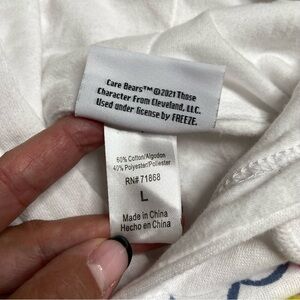 Care Bears™ ©2021 Those
Character From Cleveland, LLC.
Used under license by FREEZE.
60% Cotton/Algodon
40% Polyester/Poliester
RN# 71868
L
Made in China
Hecho en China